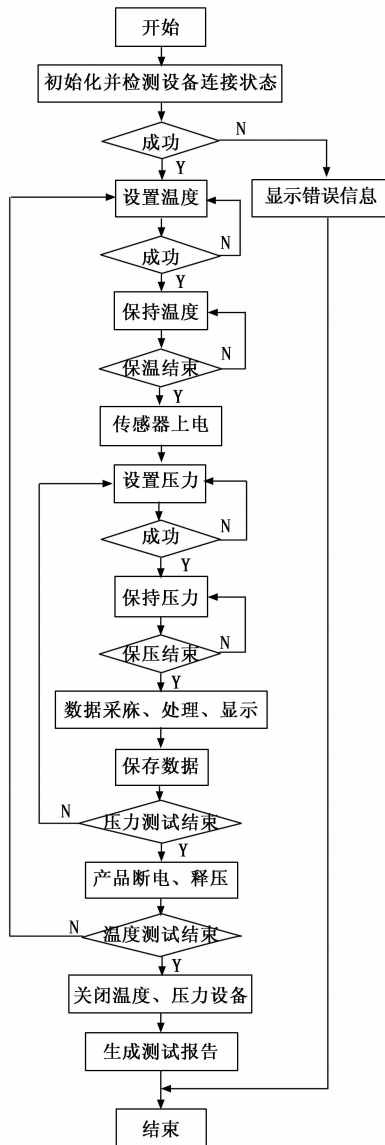 开始
初始化并检测设备连接状态
成功
N
Y
设置温度
显示错误信息
成功
N
Y
保持温度
保温结束
N
Y
传感器上电
设置压力
成功
N
Y
保持压力
保压结束
N
Y
数据采麻、处理、显示
保存数据
N
压力测试结束
Y
产品断电、释压
N
温度测试结束
Y
关闭温度、压力设备
生成测试报告
结束